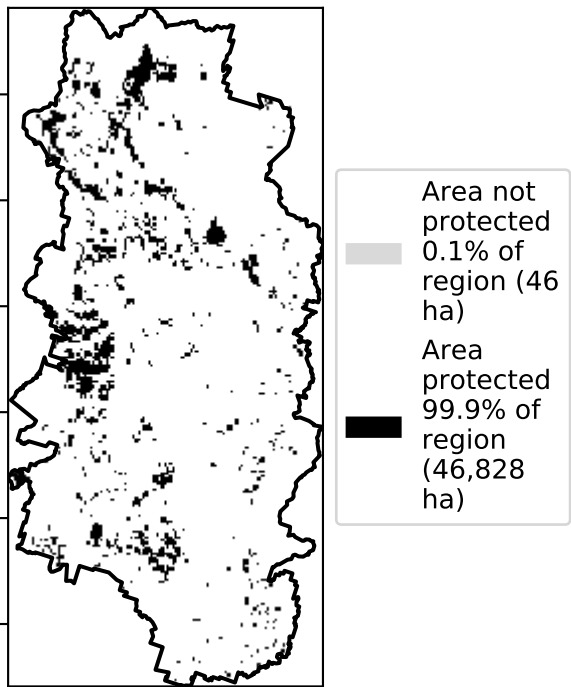 Area not
protected
0.1% of
region (46
ha)
Area
protected
99.9% of
region
(46,828
ha)